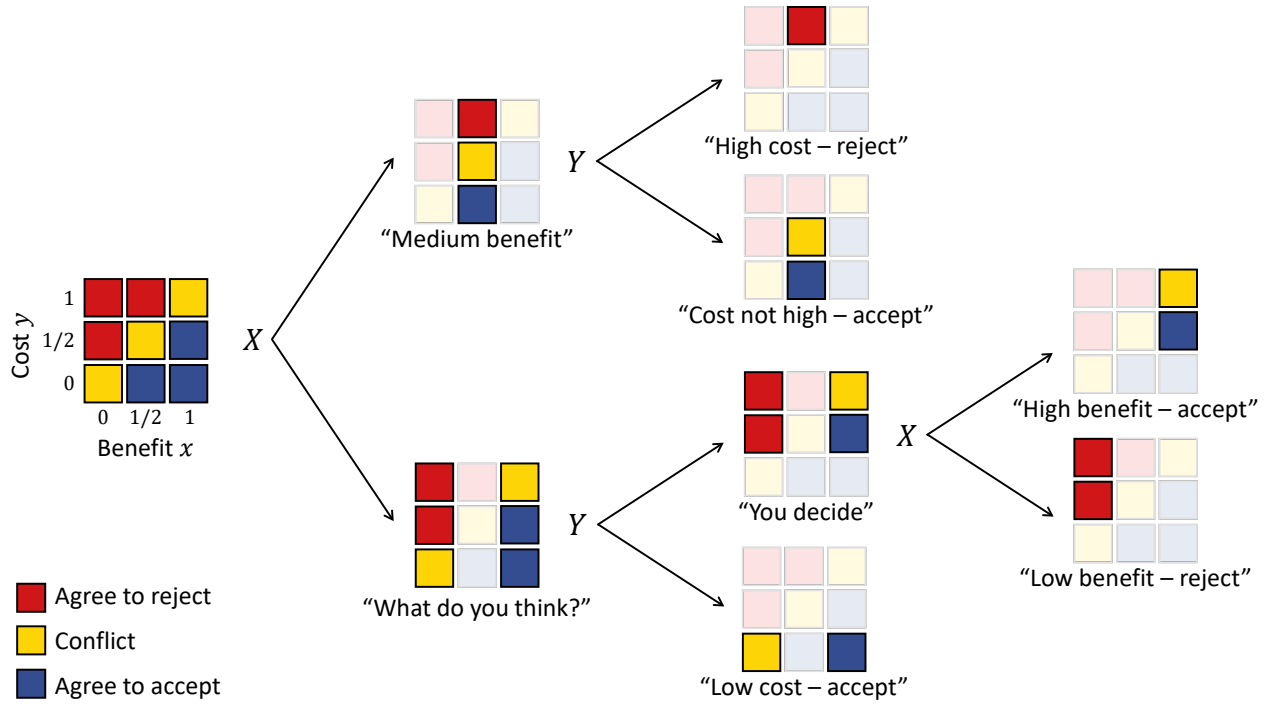 “High cost – reject”
“Medium benefit”
X
Y
“Cost not high – accept”
Cost y
1
1/2
0
0 1/2 1
Benefit x
“What do you think?”
Y
“You decide”
X
“Low cost – accept”
“High benefit – accept”
“Low benefit – reject”
Agree to reject
Conflict
Agree to accept